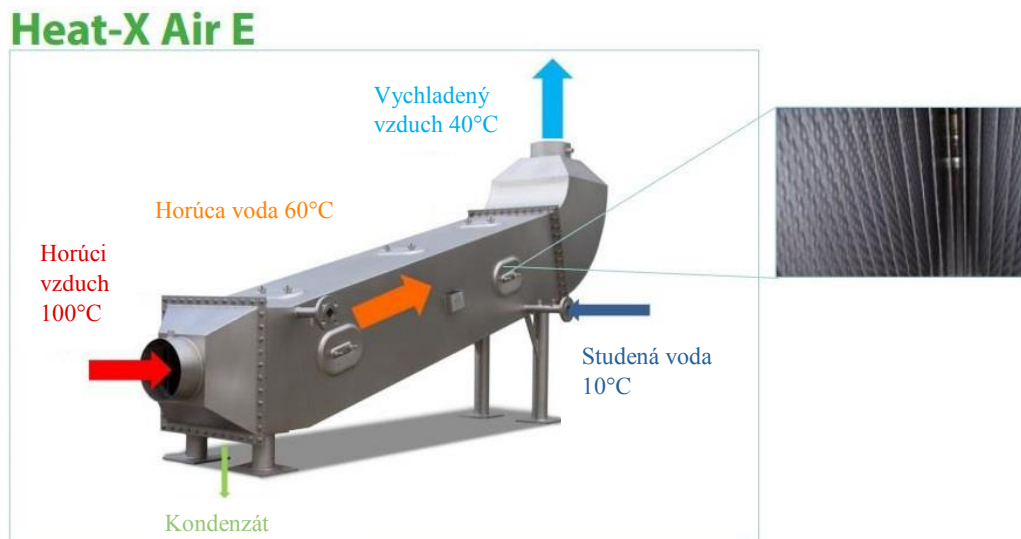 Heat-X Air E
Vychladený
vzduch 40°C
Horúca voda 60°C
Horúci
vzduch
100°C
Studená voda
10°C
Kondenzát